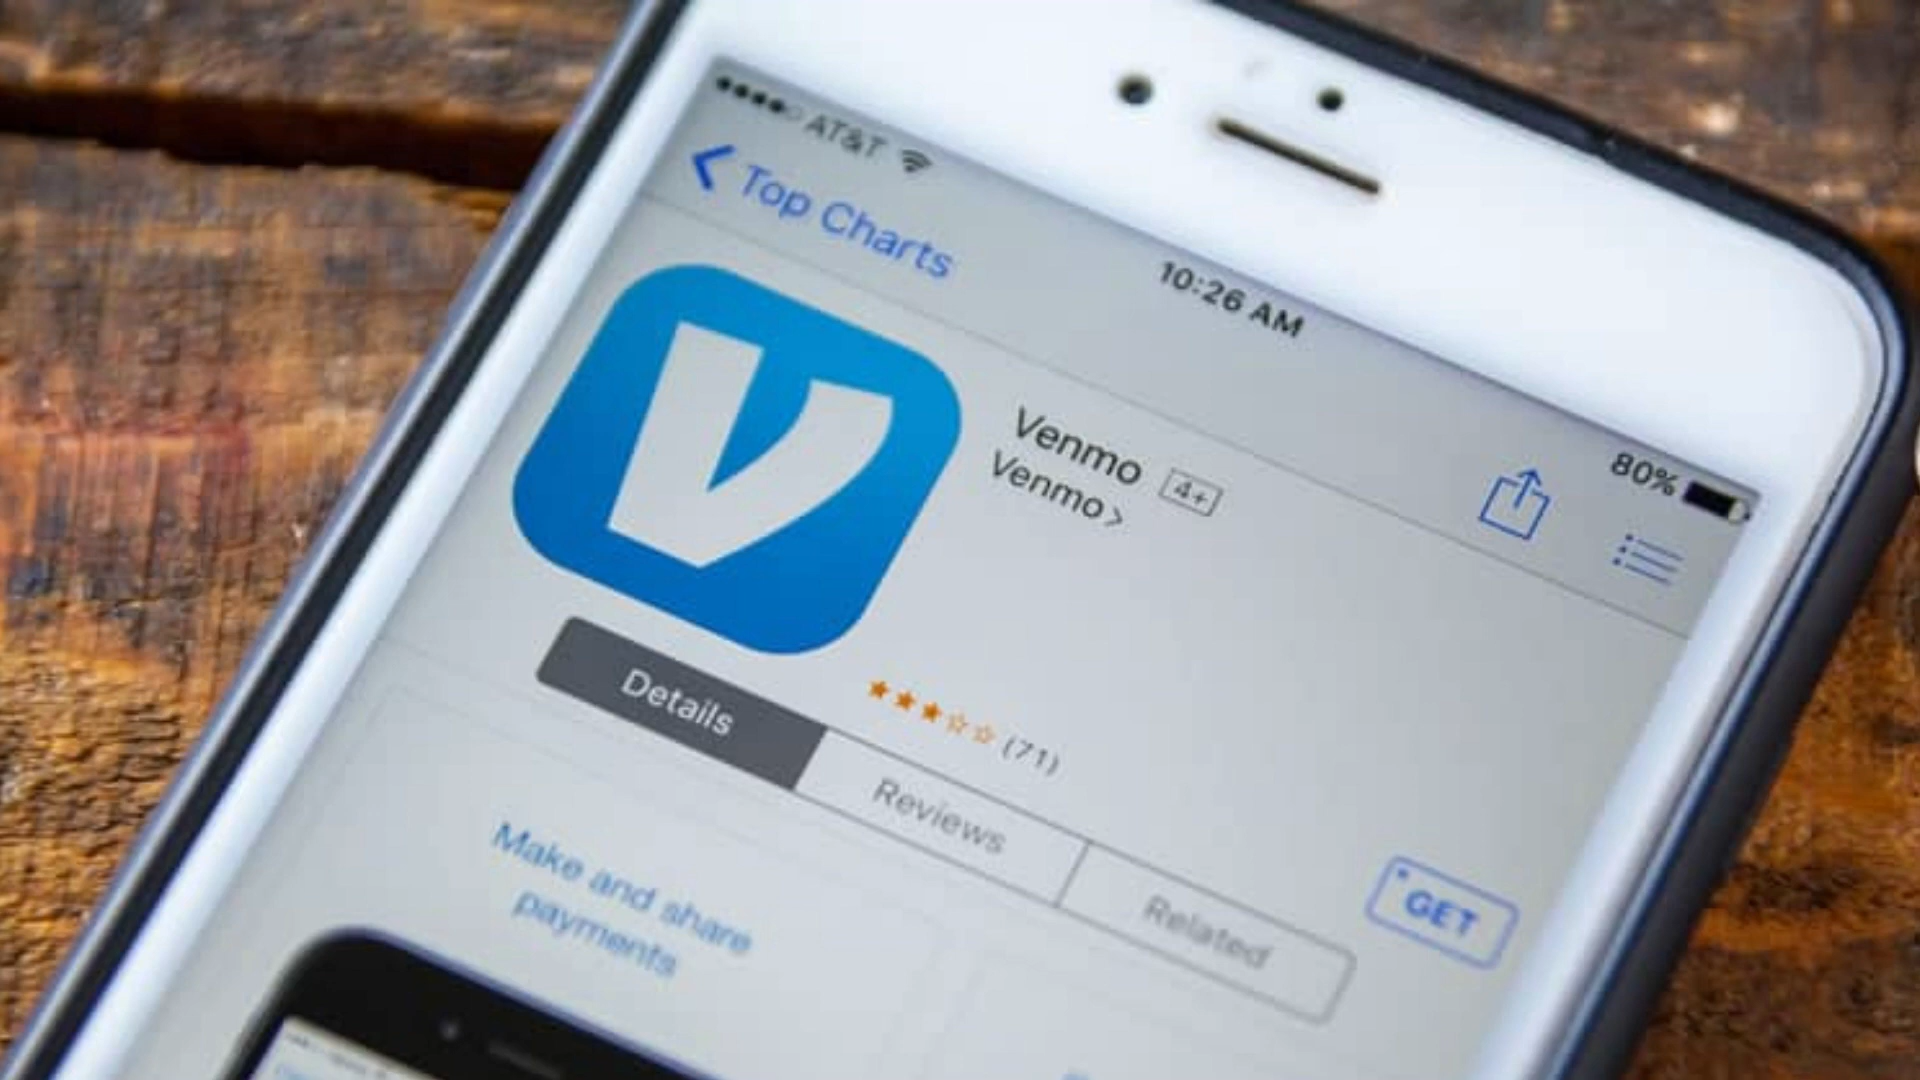 AT&T
10:26 AM
80%
Top Charts
Venmo 4+
Venmo >
(71)
GET
Details
Reviews
Related
Make and share
payments